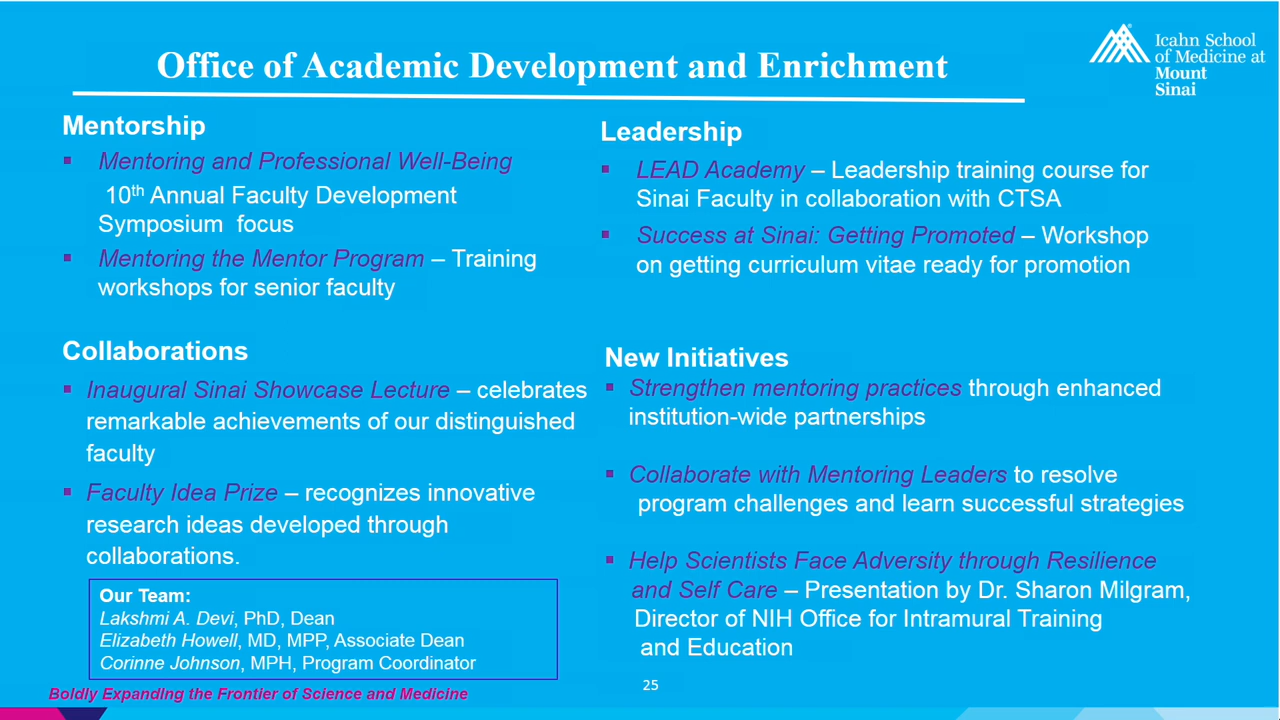 Office of Academic Development and Enrichment
Icahn School
of Medicine at
Mount
Sinai
Mentorship
▪ Mentoring and Professional Well-Being
10th Annual Faculty Development
Symposium focus
▪ Mentoring the Mentor Program – Training
workshops for senior faculty
Leadership
▪ LEAD Academy – Leadership training course for
Sinai Faculty in collaboration with CTSA
▪ Success at Sinai: Getting Promoted – Workshop
on getting curriculum vitae ready for promotion
Collaborations
▪ Inaugural Sinai Showcase Lecture – celebrates
remarkable achievements of our distinguished
faculty
▪ Faculty Idea Prize – recognizes innovative
research ideas developed through
collaborations.
Our Team:
Lakshmi A. Devi, PhD, Dean
Elizabeth Howell, MD, MPP, Associate Dean
Corinne Johnson, MPH, Program Coordinator
New Initiatives
▪ Strengthen mentoring practices through enhanced
institution-wide partnerships
▪ Collaborate with Mentoring Leaders to resolve
program challenges and learn successful strategies
▪ Help Scientists Face Adversity through Resilience
and Self Care – Presentation by Dr. Sharon Milgram,
Director of NIH Office for Intramural Training
and Education
Boldly Expanding the Frontier of Science and Medicine
25